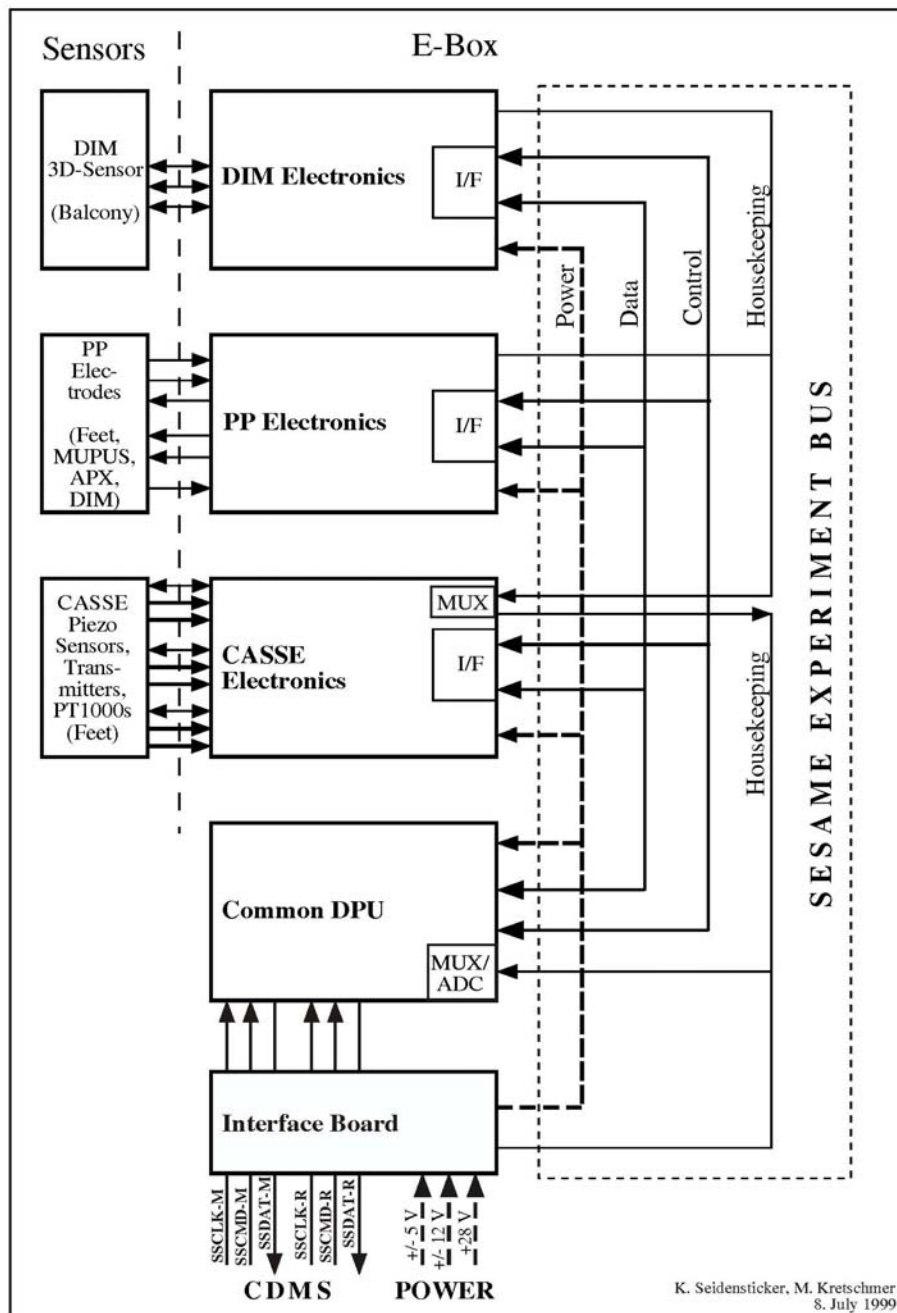 Sensors
E-Box
DIM
3D-Sensor
(Balcony)
DIM Electronics
I/F
Power
Data
Control
Housekeeping
PP
Elec-
trodes
(Feet,
MUPUS,
APX,
DIM)
PP Electronics
I/F
CASSE
Piezo
Sensors,
Trans-
mitters,
PT1000s
(Feet)
CASSE
Electronics
MUX
I/F
Housekeeping
SESAME EXPERIMENT BUS
Common DPU
MUX/
ADC
Interface Board
SSCLK-M
SSCMD-M
SSDAT-M
SSCLK-R
SSCMD-R
SSDAT-R
+/- 5 V
+/- 12 V
+28 V
CDMS
POWER
K. Seidensticker, M. Kretschmer
8. July 1999